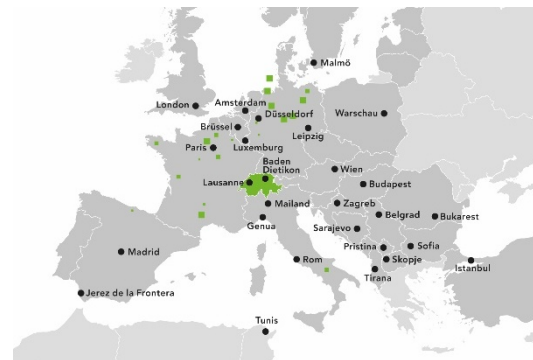 Malmö
London
Amsterdam
Düsseldorf
Warschau
Brüssel
Leipzig
Paris
Luxemburg
Baden
Dietikon
Wien
Lausanne
Budapest
Mailand
Zagreb
Belgrad
Bukarest
Genua
Sarajevo
Pristina
Sofia
Madrid
Rom
Skopje
Istanbul
Tirana
Jerez de la Frontera
Tunis